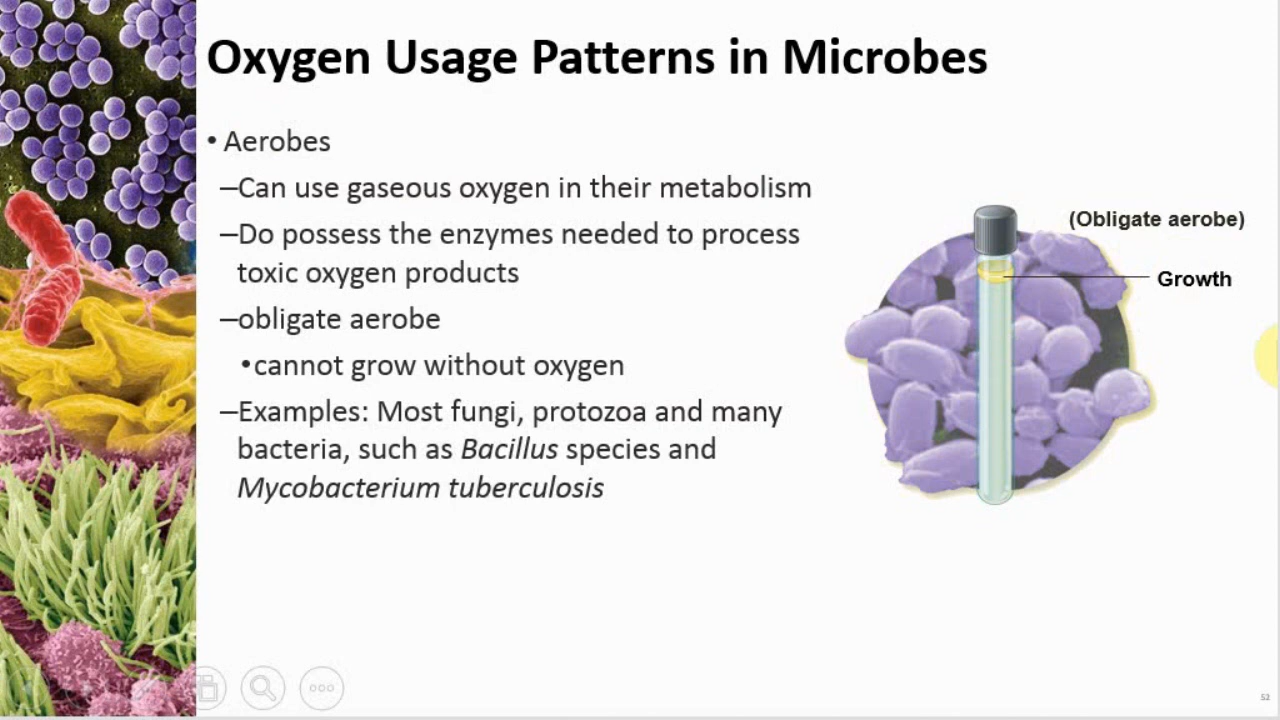 Oxygen Usage Patterns in Microbes
• Aerobes
–Can use gaseous oxygen in their metabolism
–Do possess the enzymes needed to process
toxic oxygen products
–obligate aerobe
•cannot grow without oxygen
–Examples: Most fungi, protozoa and many
bacteria, such as Bacillus species and
Mycobacterium tuberculosis
(Obligate aerobe)
Growth
52